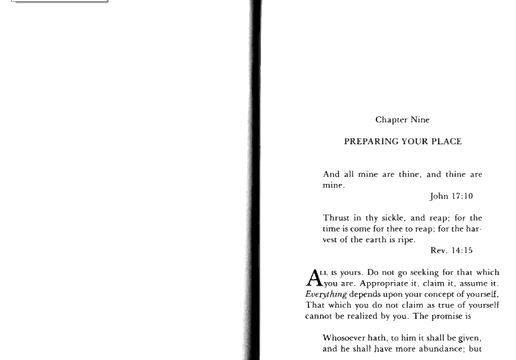 Chapter Nine
PREPARING YOUR PLACE
And all mine are thine, and thine are
mine.
John 17:10
Thrust in thy sickle, and reap; for the
time is come for thee to reap; for the har-
vest of the earth is ripe.
Rev. 14:15
ALL IS yours. Do not go seeking for that which
you are. Appropriate it, claim it, assume it.
Everything depends upon your concept of yourself.
That which you do not claim as true of yourself
cannot be realized by you. The promise is
Whosoever hath, to him it shall be given,
and he shall have more abundance; but